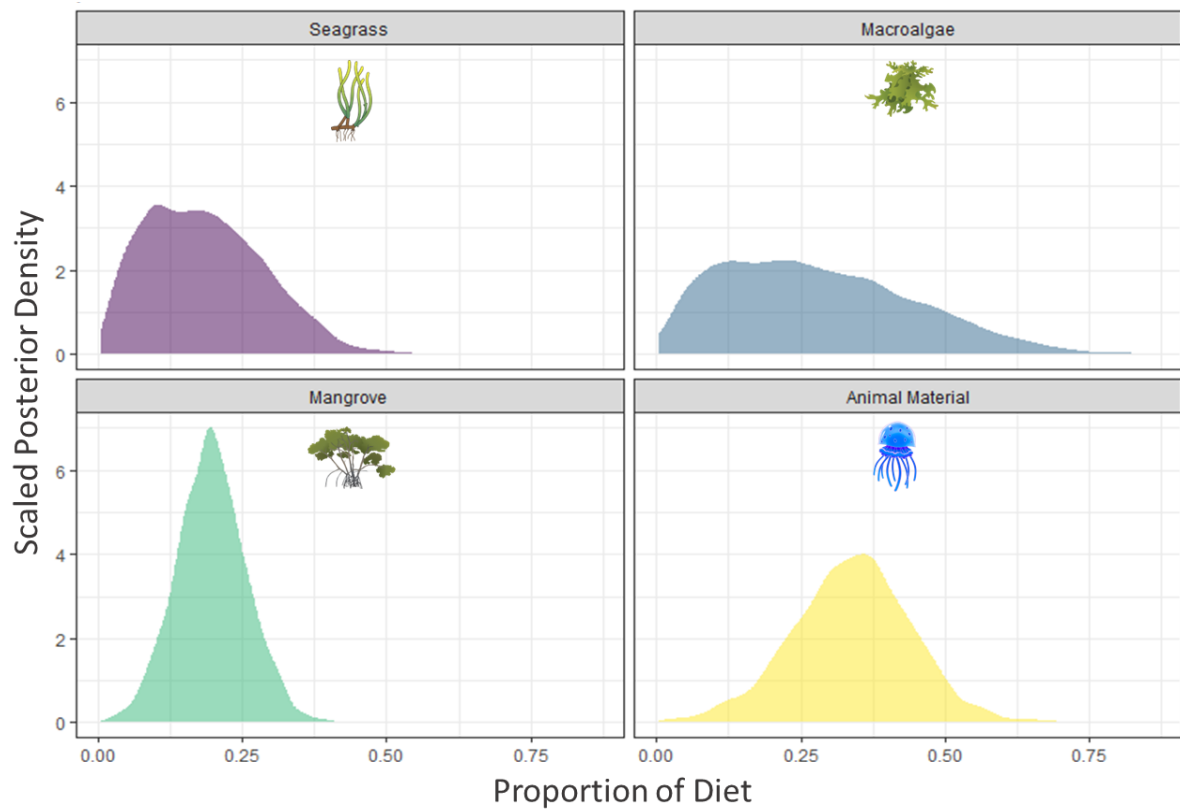 Seagrass
Macroalgae
6
4
2
0
Mangrove
Animal Material
6
4
2
0
Scaled Posterior Density
0.00 0.25 0.50 0.75
0.00 0.25 0.50 0.75
Proportion of Diet